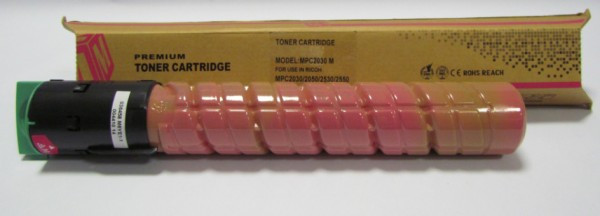 PREMIUM
TONER CARTRIDGE
TONER CARTRIDGE
MODEL:MPC2030 M
FOR USE IN RICOH
MPC2030/2050/2530/2550
CE ROHS REACH